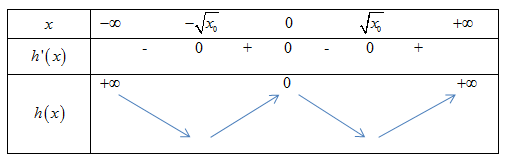 x −∞ −√x₀ 0 √x₀ +∞
h'(x) - 0 + 0 - 0 +
+∞ 0 +∞
h(x)